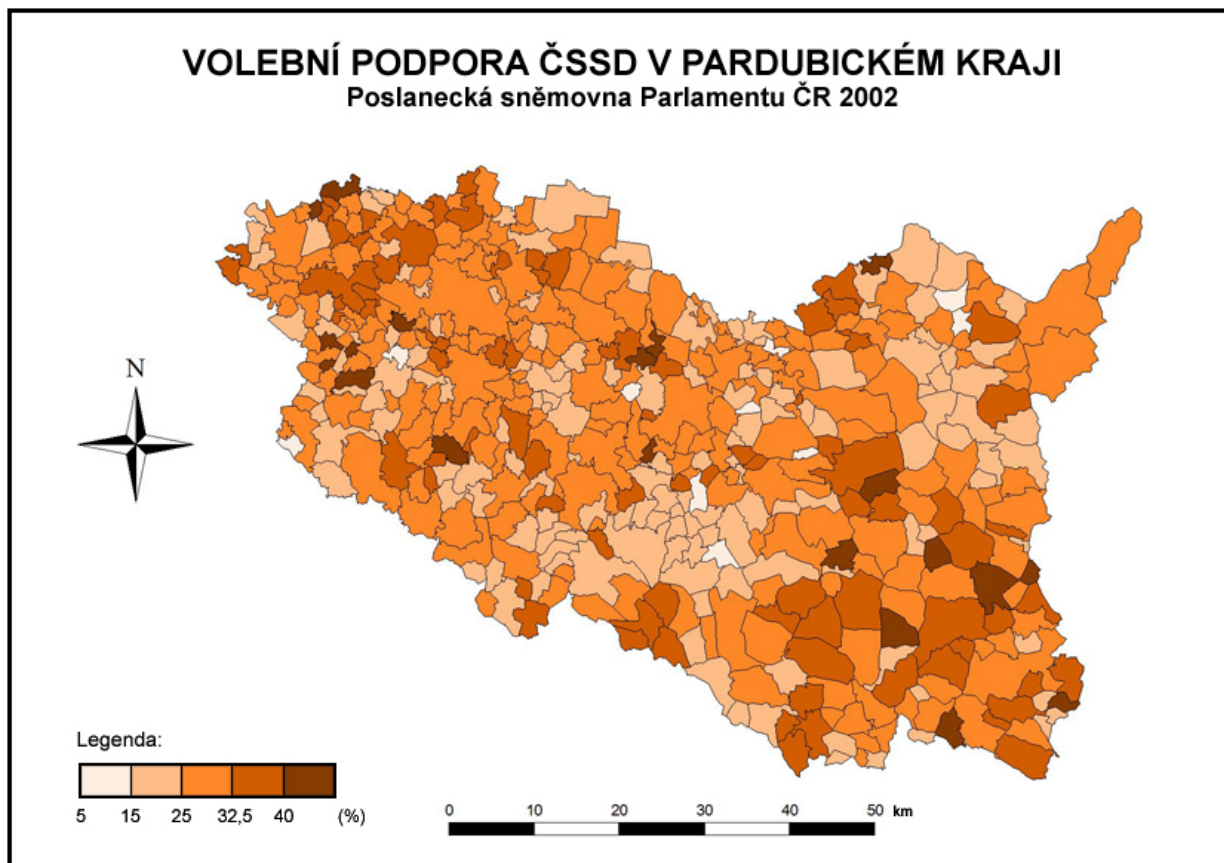 VOLEBNÍ PODPORA ČSSD V PARDUBICKÉM KRAJI
Poslanecká sněmovna Parlamentu ČR 2002
N
Legenda:
5 15 25 32,5 40 (%)
0 10 20 30 40 50 km